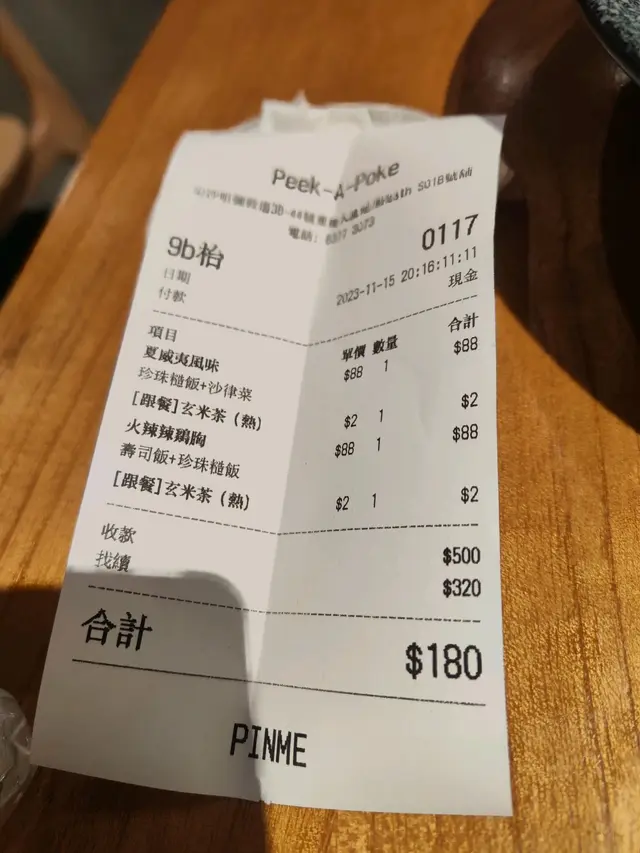 Peek-A-Poke
電話: 6307 3073
9b枱 0117
日期 2023-11-15 20:16:11:11
付款 現金
項目 單價 數量 合計
夏威夷風味 $88 1 $88
珍珠糙飯+沙律菜
[跟餐]玄米茶(熱) $2 1 $2
火辣辣鷄胸 $88 1 $88
壽司飯+珍珠糙飯
[跟餐]玄米茶(熱) $2 1 $2
收款 $500
找續 $320
合計 $180
PINME